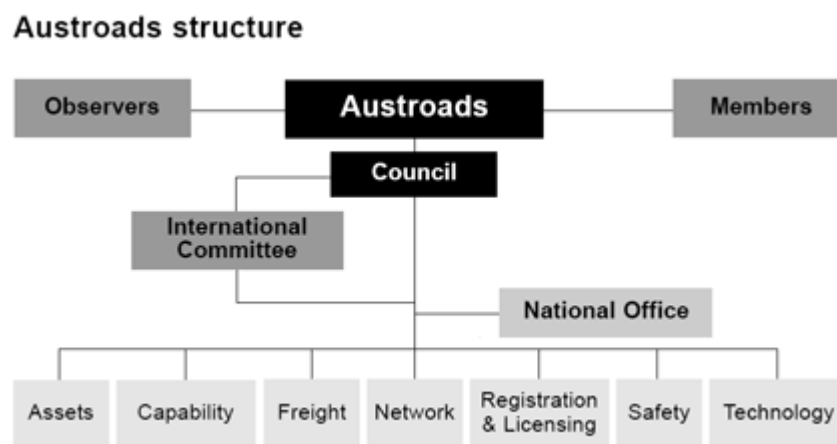 Austroads structure
Observers
Austroads
Members
Council
International
Committee
National Office
Assets
Capability
Freight
Network
Registration
& Licensing
Safety
Technology